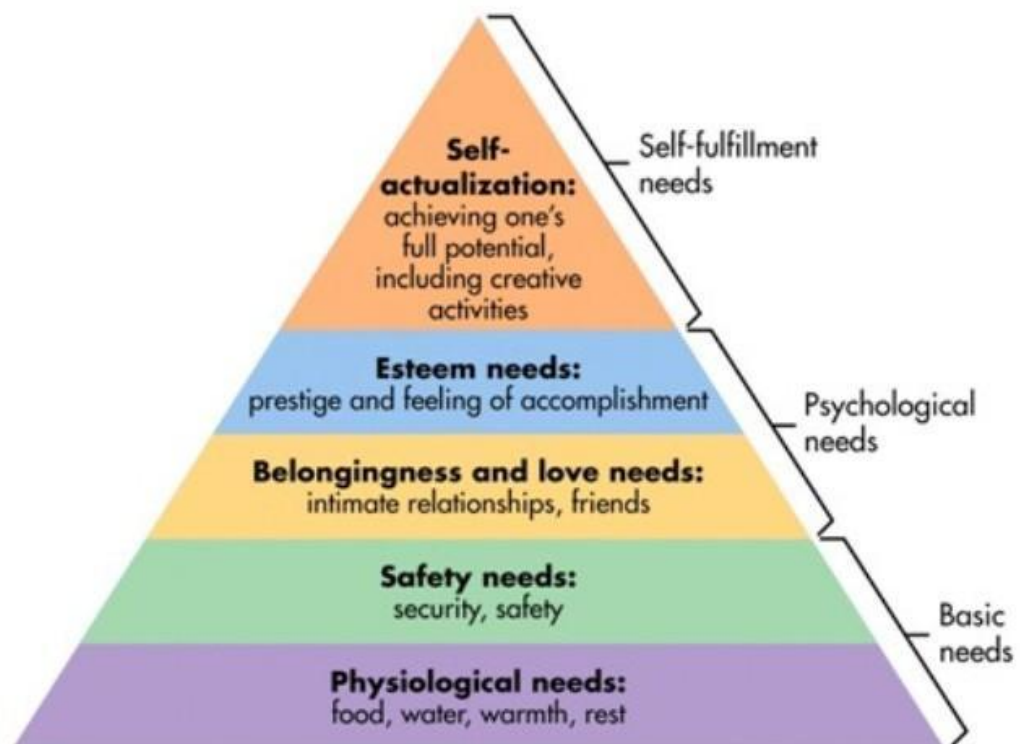 Self-
actualization:
achieving one's
full potential,
including creative
activities
Self-fulfillment
needs
Esteem needs:
prestige and feeling of accomplishment
Psychological
needs
Belongingness and love needs:
intimate relationships, friends
Safety needs:
security, safety
Basic
needs
Physiological needs:
food, water, warmth, rest